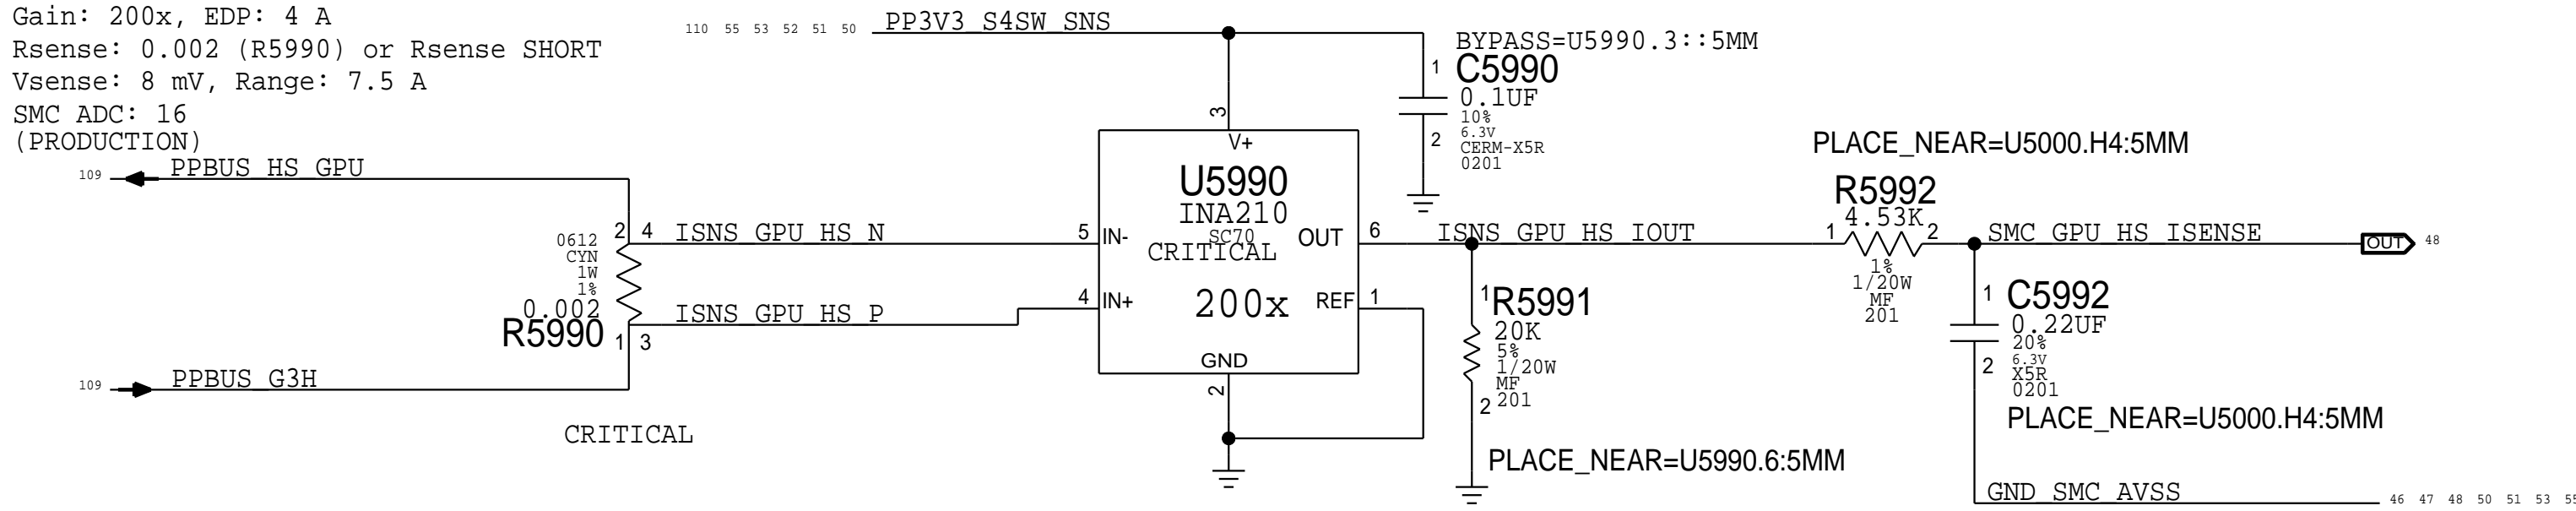 Gain: 200x, EDP: 4 A
Rsense: 0.002 (R5990) or Rsense SHORT
Vsense: 8 mV, Range: 7.5 A
SMC ADC: 16
(PRODUCTION)
110 55 53 52 51 50 PP3V3_S4SW_SNS
BYPASS=U5990.3::5MM
1 C5990
0.1UF
10%
2 6.3V
CERM-X5R
0201
3
V+
U5990
INA210
SC70
CRITICAL
200x
5 IN-
4 IN+
OUT 6
REF 1
GND
2
109 PPBUS_HS_GPU
2 4 ISNS_GPU_HS_N
0612
CYN
1W
1%
0.002
R5990
1 3 ISNS_GPU_HS_P
109 PPBUS_G3H
CRITICAL
ISNS_GPU_HS_IOUT
1 R5991
20K
5%
1/20W
MF
2 201
PLACE_NEAR=U5990.6:5MM
PLACE_NEAR=U5000.H4:5MM
R5992
4.53K
1 2
1%
1/20W
MF
201
SMC_GPU_HS_ISENSE OUT 48
1 C5992
0.22UF
20%
2 6.3V
X5R
0201
PLACE_NEAR=U5000.H4:5MM
GND_SMC_AVSS 46 47 48 50 51 53 55